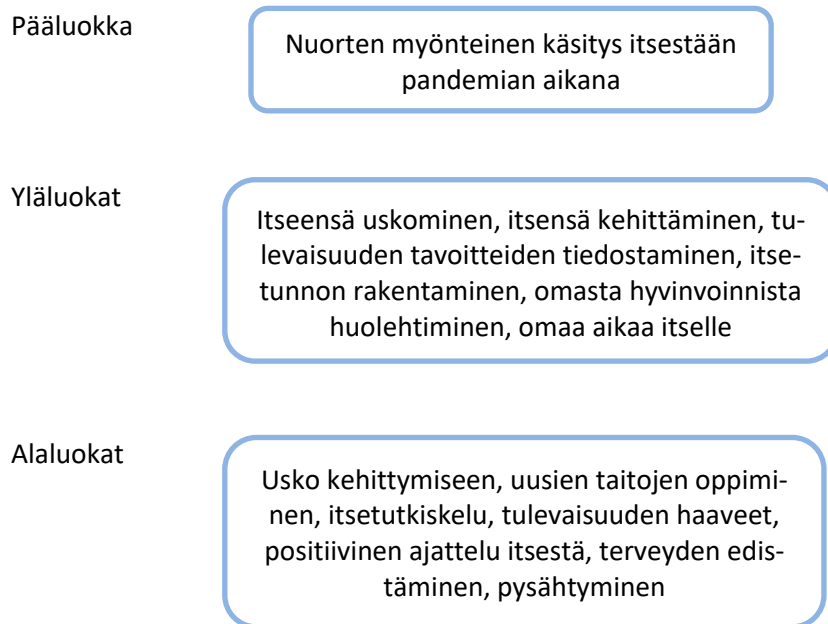 Pääluokka
Nuorten myönteinen käsitys itsestään
pandemian aikana
Yläluokat
Itseensä uskominen, itsensä kehittäminen, tu-
levaisuuden tavoitteiden tiedostaminen, itse-
tunnon rakentaminen, omasta hyvinvoinnista
huolehtiminen, omaa aikaa itselle
Alaluokat
Usko kehittymiseen, uusien taitojen oppimi-
nen, itsetutkiskelu, tulevaisuuden haaveet,
positiivinen ajattelu itsestä, terveyden edis-
täminen, pysähtyminen